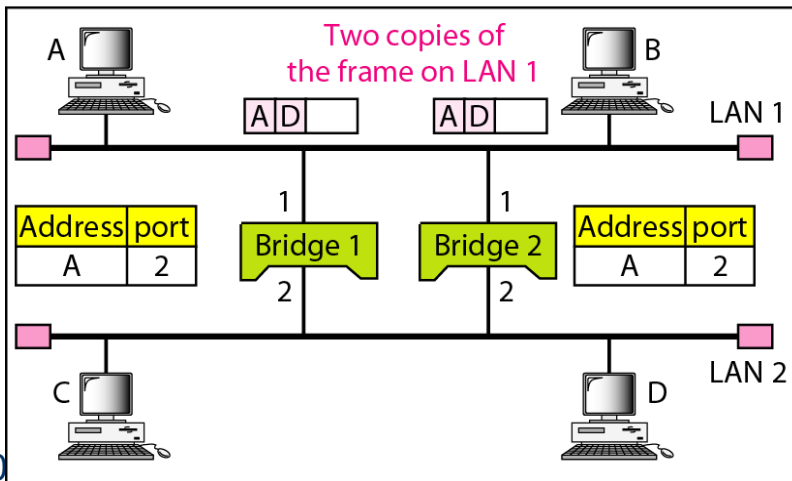 A
Two copies of
the frame on LAN 1
B
A D
A D
LAN 1
1
1
Address port
A 2
Bridge 1
Bridge 2
Address port
A 2
2
2
LAN 2
C
D